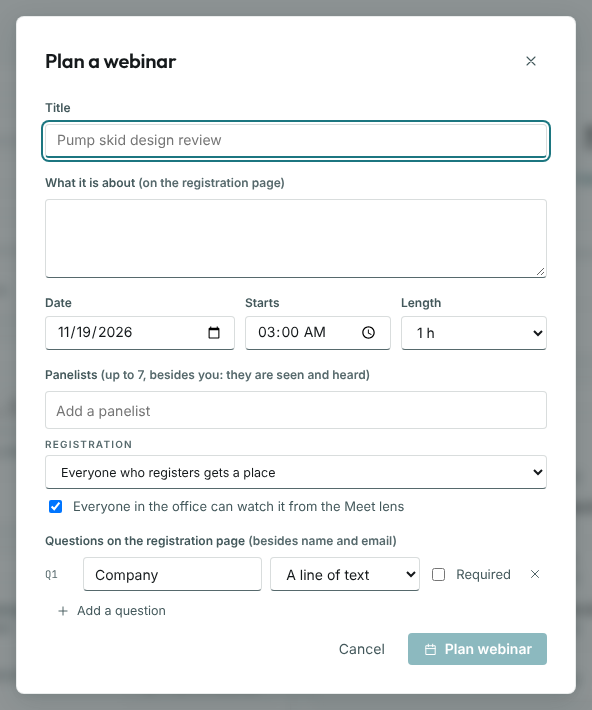 Plan a webinar
Title
Pump skid design review
What it is about (on the registration page)
Date Starts Length
11/19/2026 03:00 AM 1 h
Panelists (up to 7, besides you: they are seen and heard)
Add a panelist
REGISTRATION
Everyone who registers gets a place
Everyone in the office can watch it from the Meet lens
Questions on the registration page (besides name and email)
Q1 Company A line of text Required
Add a question
Cancel Plan webinar